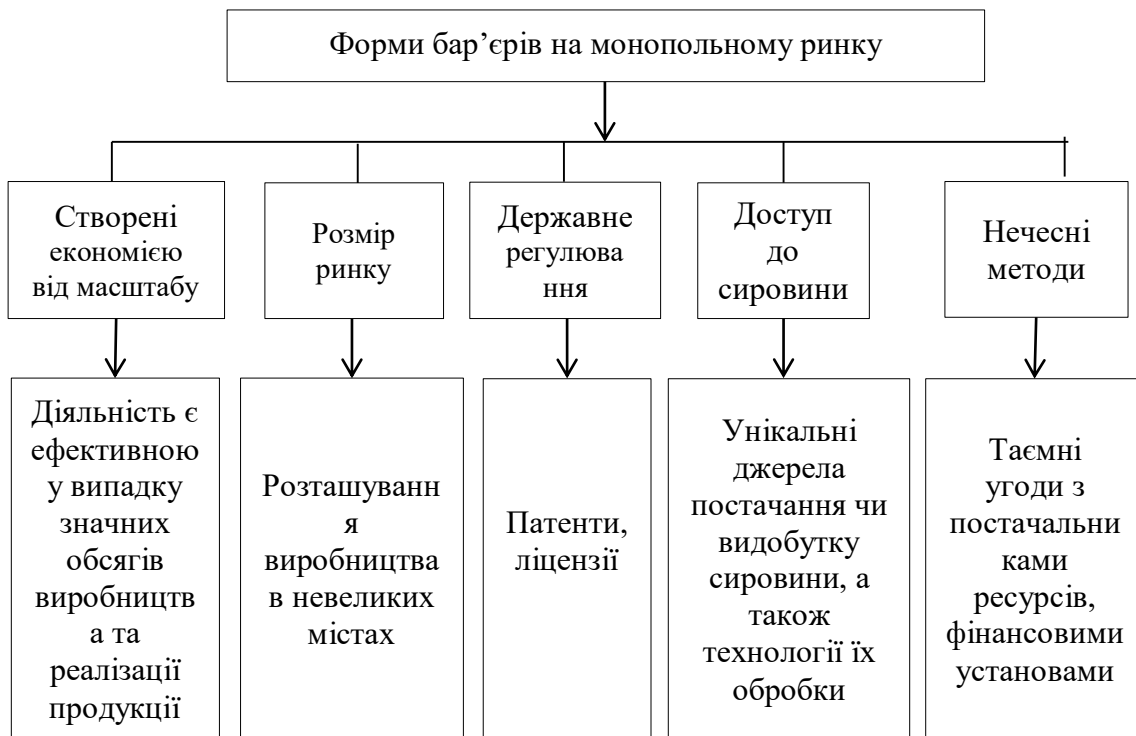 Форми бар’єрів на монопольному ринку
Створені
економією
від масштабу
Розмір
ринку
Державне
регулюва
ння
Доступ
до
сировини
Нечесні
методи
Діяльність є
ефективною
у випадку
значних
обсягів
виробництв
а та
реалізації
продукції
Розташуванн
я
виробництва
в невеликих
містах
Патенти,
ліцензії
Унікальні
джерела
постачання чи
видобутку
сировини, а
також
технології їх
обробки
Таємні
угоди з
постачальни
ками
ресурсів,
фінансовими
установами